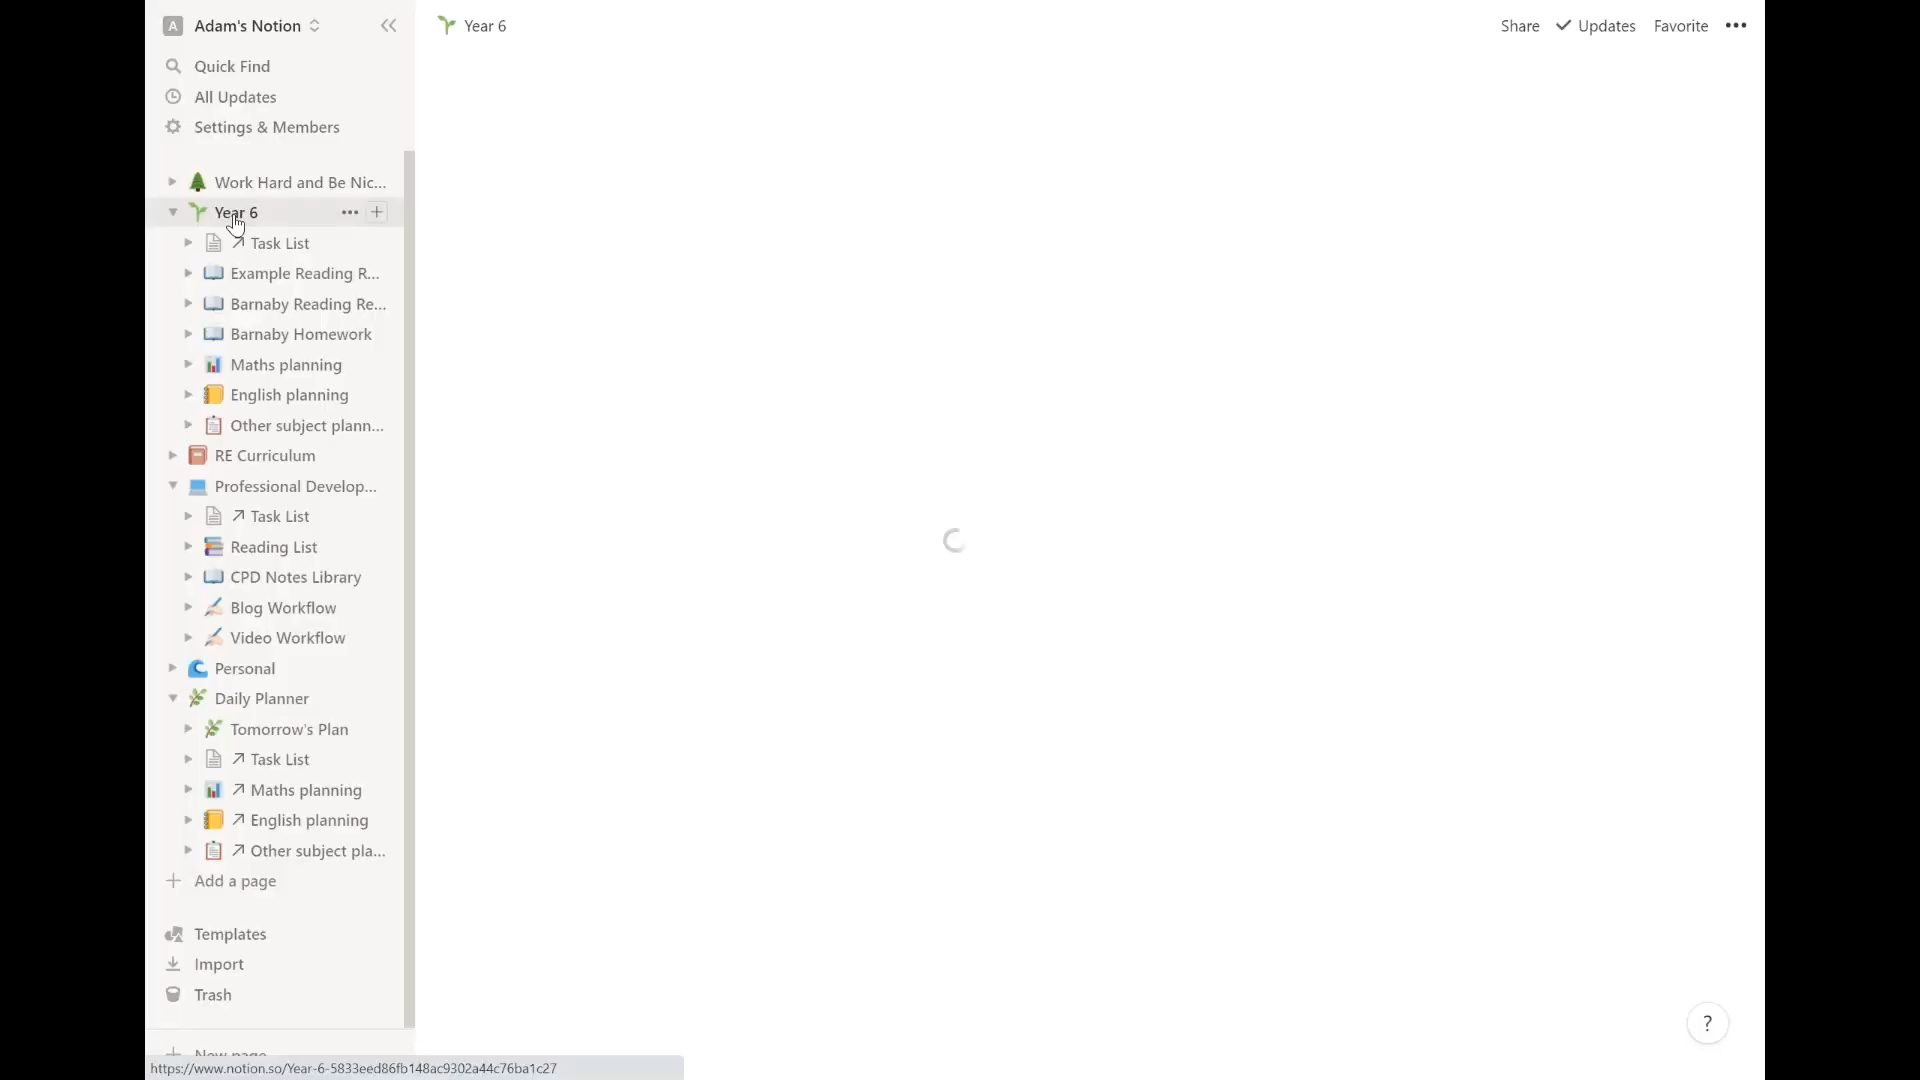 A Adam's Notion
Year 6
Share
Updates
Favorite
Quick Find
All Updates
Settings & Members
Work Hard and Be Nic...
Year 6
Task List
Example Reading R...
Barnaby Reading Re...
Barnaby Homework
Maths planning
English planning
Other subject plann...
RE Curriculum
Professional Develop...
Task List
Reading List
CPD Notes Library
Blog Workflow
Video Workflow
Personal
Daily Planner
Tomorrow's Plan
Task List
Maths planning
English planning
Other subject pla...
Add a page
Templates
Import
Trash
?
New page
https://www.notion.so/Year-6-5833eed86fb148ac9302a44c76ba1c27